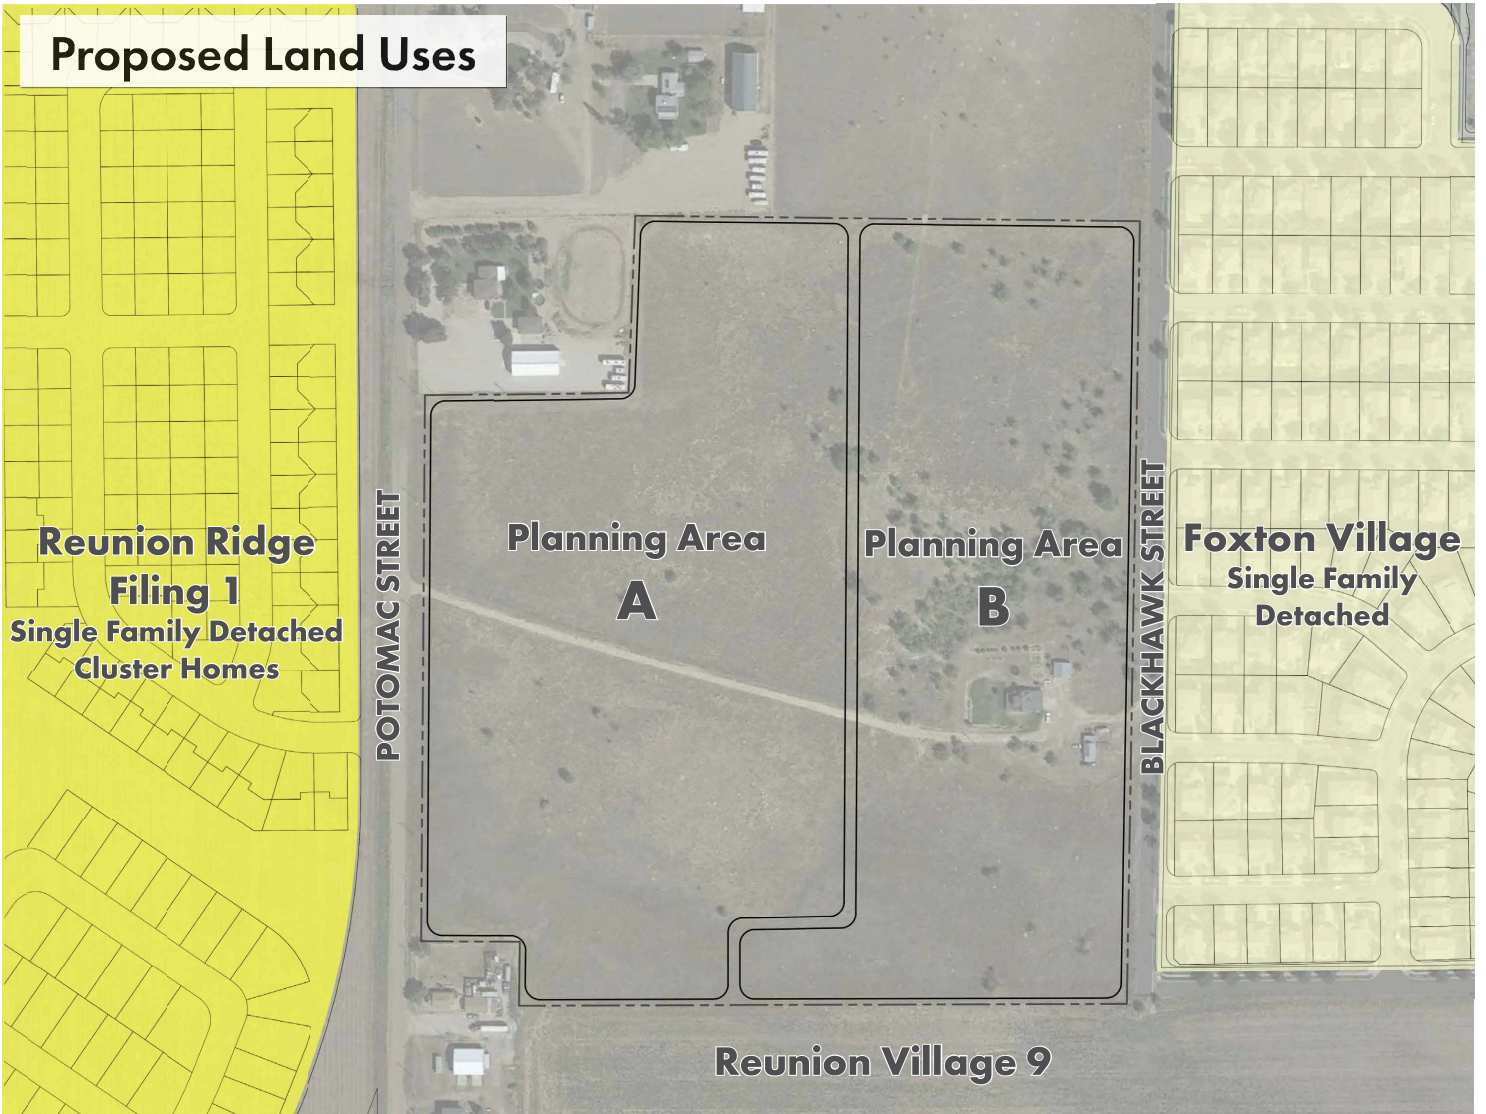 Proposed Land Uses
Reunion Ridge
Filing 1
Single Family Detached
Cluster Homes
POTOMAC STREET
Planning Area
A
Planning Area
B
BLACKHAWK STREET
Foxton Village
Single Family
Detached
Reunion Village 9